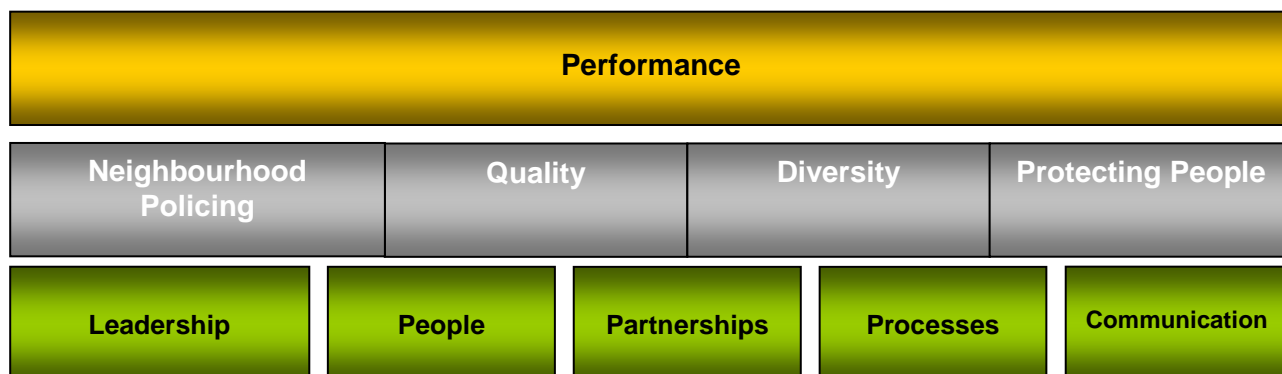 Performance
Neighbourhood
Policing
Quality
Diversity
Protecting People
Leadership
People
Partnerships
Processes
Communication